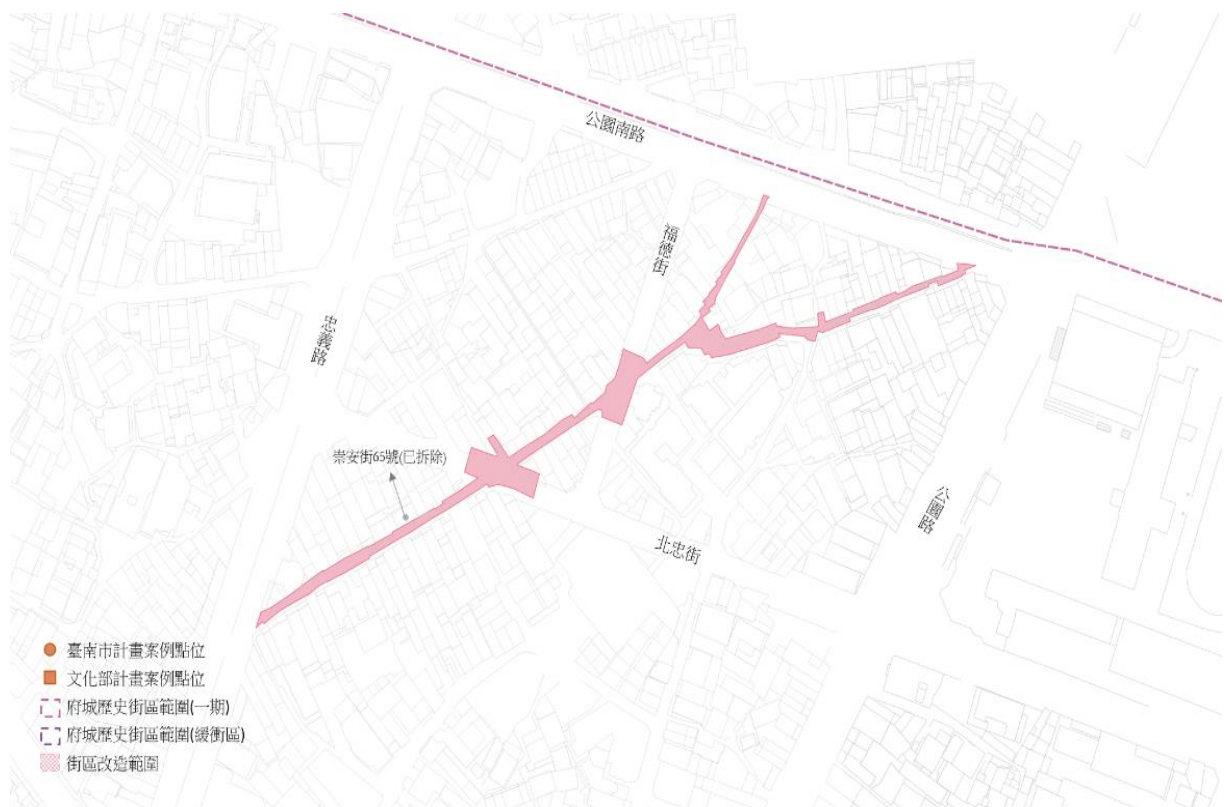 公園南路
福德街
忠義路
崇安街65號(已拆除)
公園路
北忠街
臺南市計畫案例點位
文化部計畫案例點位
府城歷史街區範圍(一期)
府城歷史街區範圍(緩衝區)
街區改造範圍